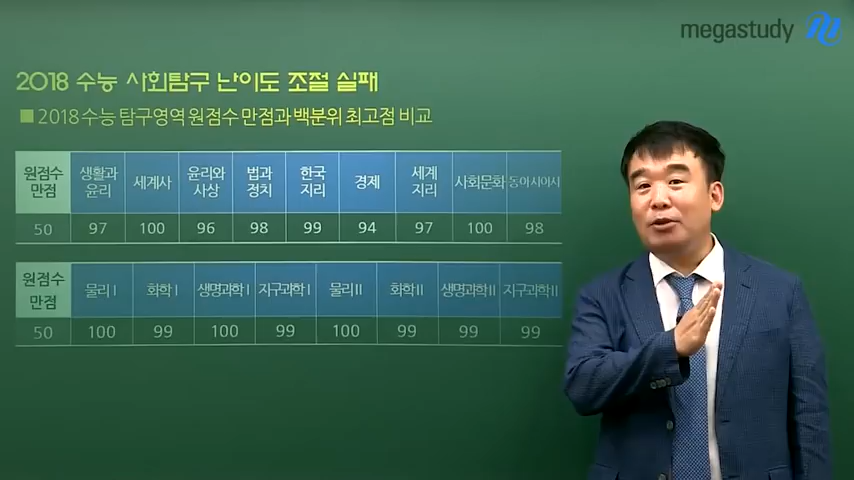 megastudy
2018 수능 사회탐구 난이도 조절 실패
■ 2018 수능 탐구영역 원점수 만점과 백분위 최고점 비교
원점수 만점 생활과 윤리 세계사 윤리와 사상 법과 정치 한국 지리 경제 세계 지리 사회문화 동아시아사
50 97 100 96 98 99 94 97 100 98
원점수 만점 물리 I 화학 I 생명과학 I 지구과학 I 물리 II 화학 II 생명과학 II 지구과학 II
50 100 99 100 99 100 99 99 99